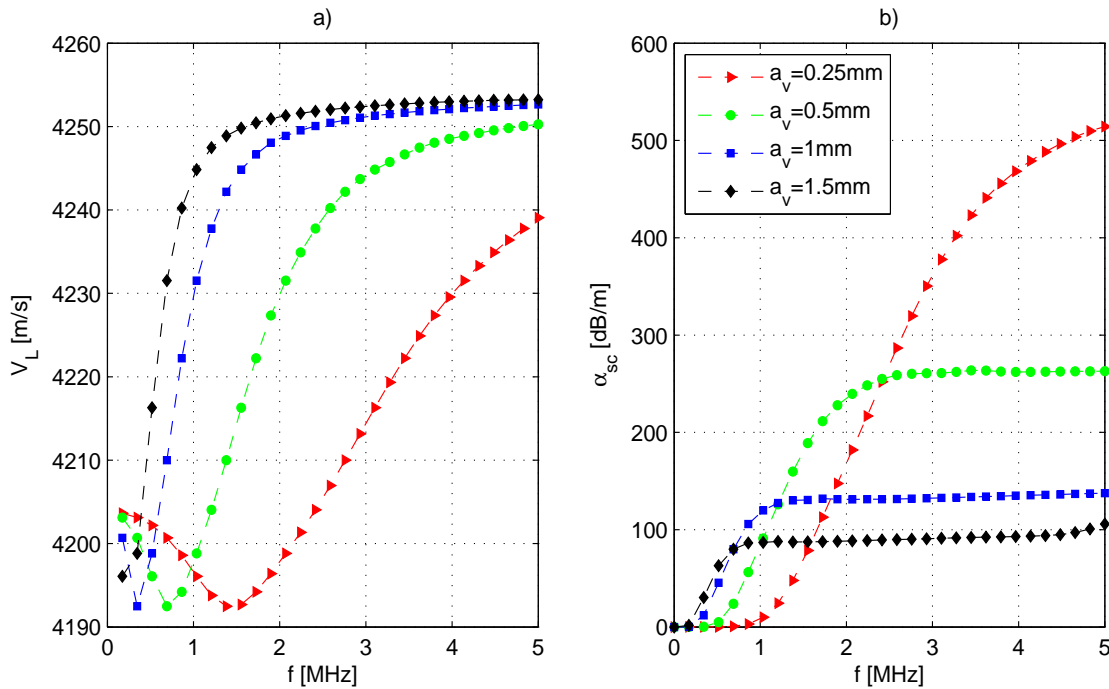 a)
4260
4250
4240
4230
4220
4210
4200
4190
V_L [m/s]
0
1
2
3
4
5
f [MHz]
b)
600
500
400
300
200
100
0
α_sc [dB/m]
a_v=0.25mm
a_v=0.5mm
a_v=1mm
a_v=1.5mm
0
1
2
3
4
5
f [MHz]